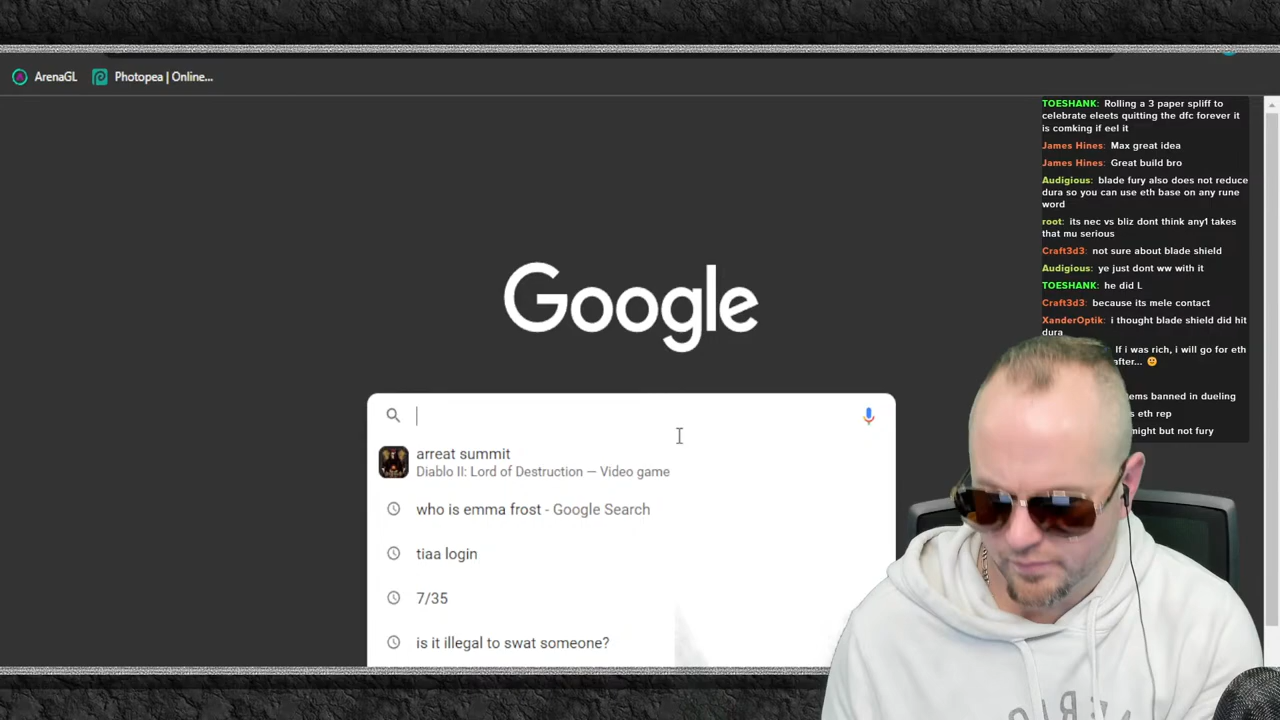 ArenaGL
Photopea | Online...
Google
arreat summit
Diablo II: Lord of Destruction — Video game
who is emma frost - Google Search
tiaa login
7/35
is it illegal to swat someone?
TOESHANK: Rolling a 3 paper spliff to
celebrate eleets quitting the dfc forever it
is comking if eel it
James Hines: Max great idea
James Hines: Great build bro
Audigious: blade fury also does not reduce
dura so you can use eth base on any rune
word
root: its nec vs bliz dont think any1 takes
that mu serious
Craft3d3: not sure about blade shield
Audigious: ye just dont ww with it
TOESHANK: he did L
Craft3d3: because its mele contact
XanderOptik: i thought blade shield did hit
dura
If i was rich, i will go for eth
after...
tems banned in dueling
s eth rep
might but not fury